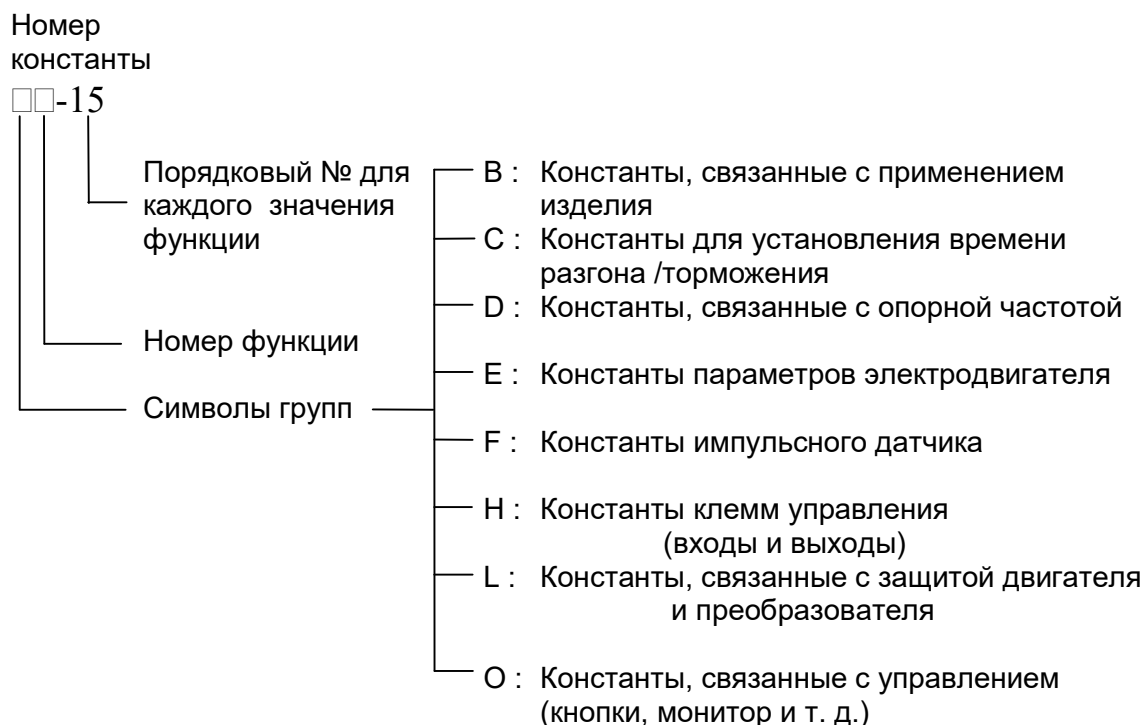 Номер
константы
□□-15
Порядковый № для
каждого значения
функции
Номер функции
Символы групп
B : Константы, связанные с применением
изделия
C : Константы для установления времени
разгона /торможения
D : Константы, связанные с опорной частотой
E : Константы параметров электродвигателя
F : Константы импульсного датчика
H : Константы клемм управления
(входы и выходы)
L : Константы, связанные с защитой двигателя
и преобразователя
O : Константы, связанные с управлением
(кнопки, монитор и т. д.)